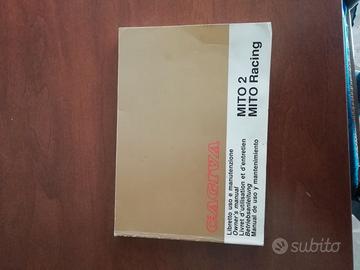 CAGIVA
Libretto uso e manutenzione
Owner's manual
Livret d'utilisation et d'entretien
Betriebsanleitung
Manual de uso y mantenimiento
MITO 2
MITO Racing
subito